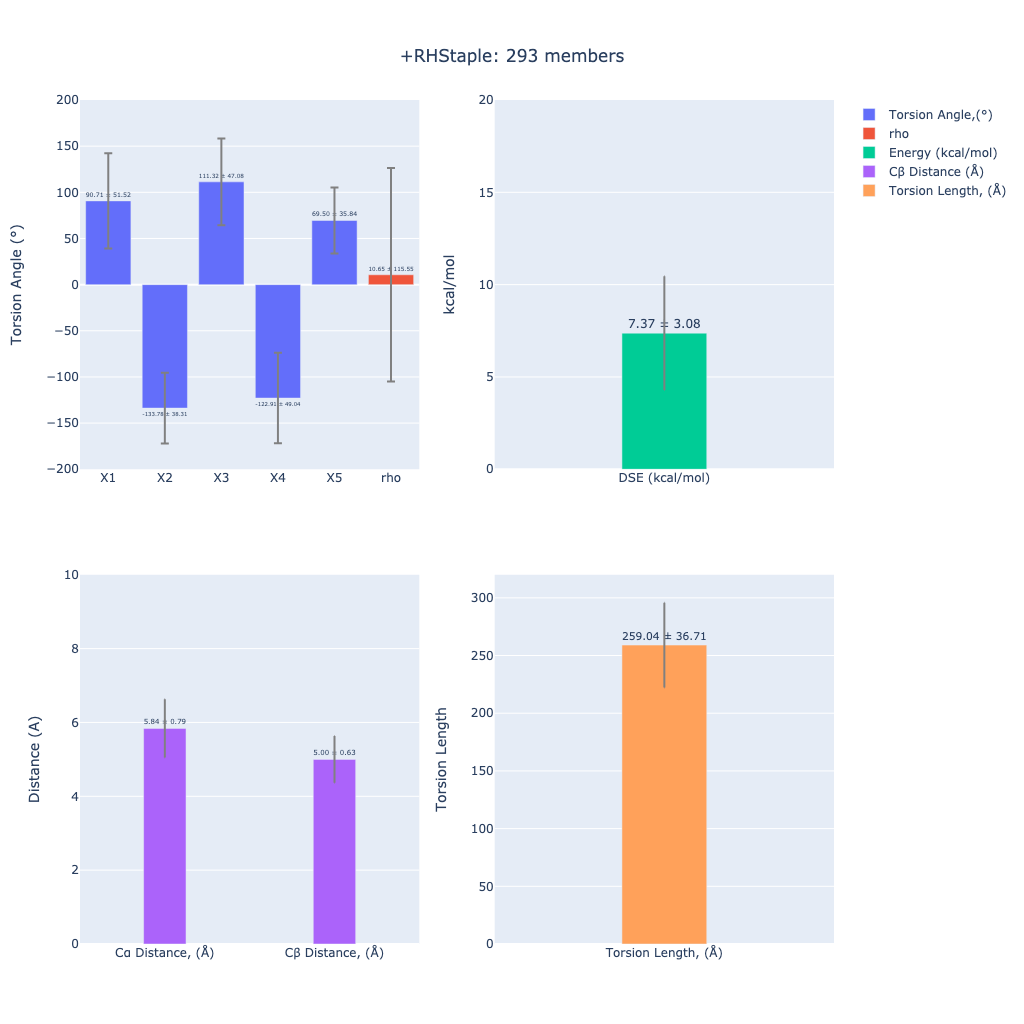 +RHStaple: 293 members
200
150
100
50
0
−50
−100
−150
−200
Torsion Angle (°)
90.71 ± 51.52
-133.78 ± 38.31
111.32 ± 47.08
-122.91 ± 49.04
69.50 ± 35.84
10.65 ± 115.55
X1
X2
X3
X4
X5
rho
20
15
10
5
0
kcal/mol
7.37 ± 3.08
DSE (kcal/mol)
Torsion Angle,(°)
rho
Energy (kcal/mol)
Cβ Distance (Å)
Torsion Length, (Å)
10
8
6
4
2
0
Distance (A)
5.84 ± 0.79
5.00 ± 0.63
Cα Distance, (Å)
Cβ Distance, (Å)
300
250
200
150
100
50
0
Torsion Length
259.04 ± 36.71
Torsion Length, (Å)